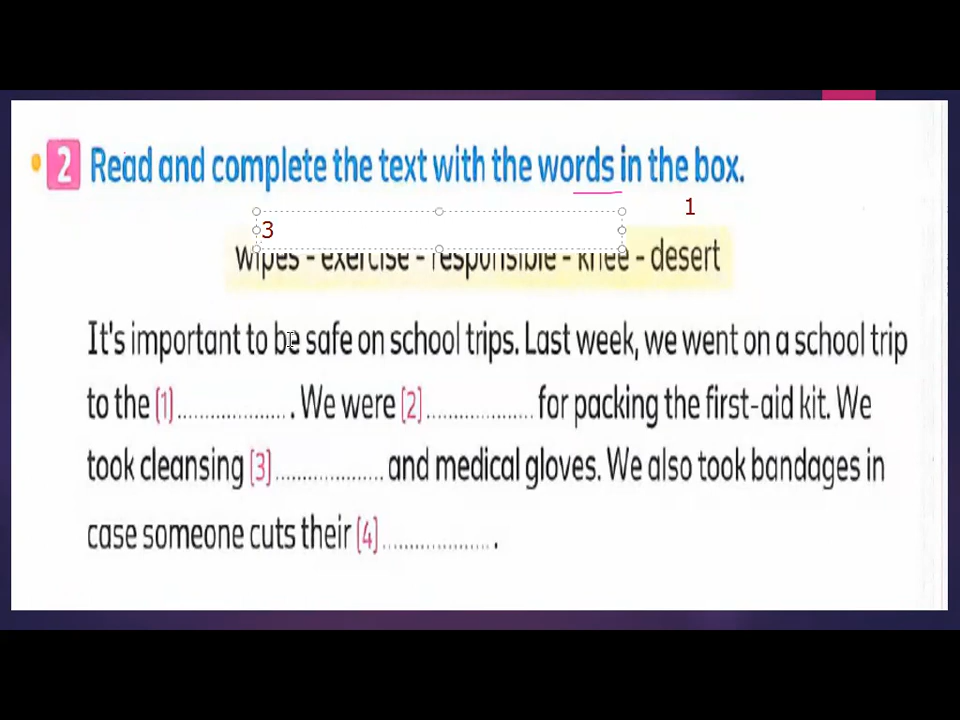 2 Read and complete the text with the words in the box.
1
3
wipes - exercise - responsible - knee - desert
It's important to be safe on school trips. Last week, we went on a school trip
to the (1)................... . We were (2)................... for packing the first-aid kit. We
took cleansing (3)................... and medical gloves. We also took bandages in
case someone cuts their (4)................... .